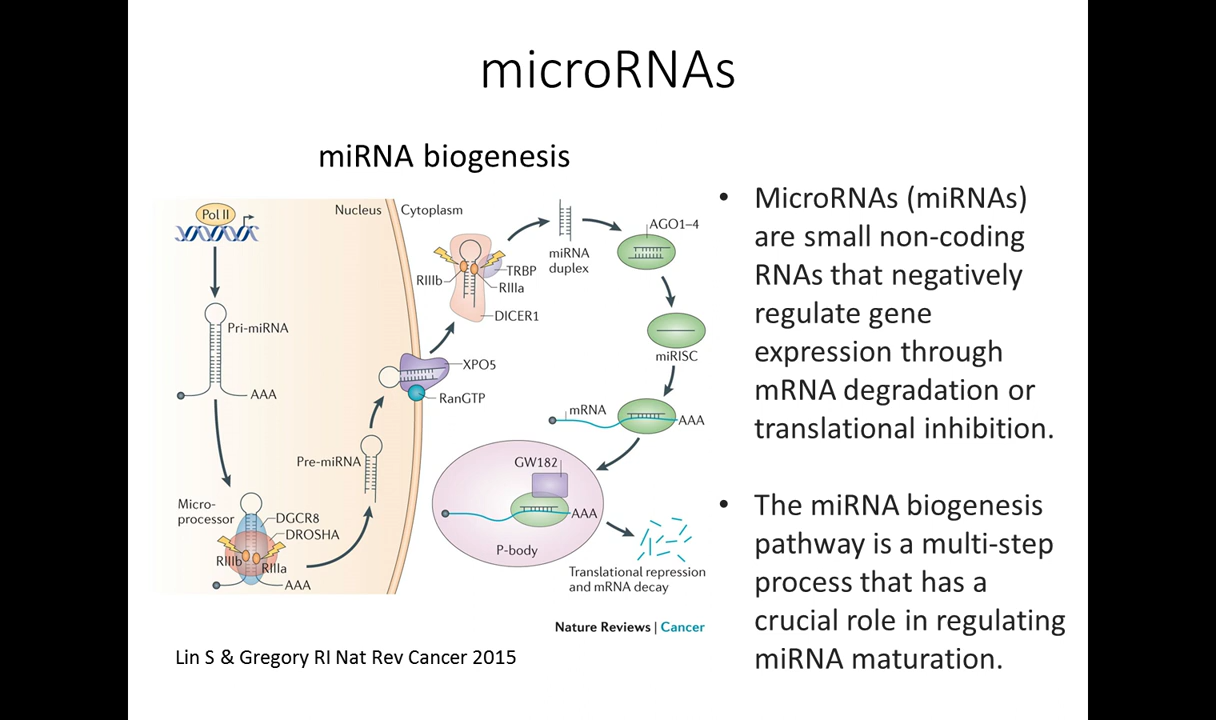 microRNAs
miRNA biogenesis
Pol II
Nucleus
Cytoplasm
Pri-miRNA
AAA
Micro-
processor
DGCR8
DROSHA
RIIIb
RIIIa
AAA
Pre-miRNA
XPO5
RanGTP
RIIIb
TRBP
RIIIa
DICER1
miRNA
duplex
AGO1–4
miRISC
mRNA
AAA
GW182
AAA
P-body
Translational repression
and mRNA decay
Nature Reviews | Cancer
Lin S & Gregory RI Nat Rev Cancer 2015
• MicroRNAs (miRNAs)
are small non-coding
RNAs that negatively
regulate gene
expression through
mRNA degradation or
translational inhibition.
• The miRNA biogenesis
pathway is a multi-step
process that has a
crucial role in regulating
miRNA maturation.